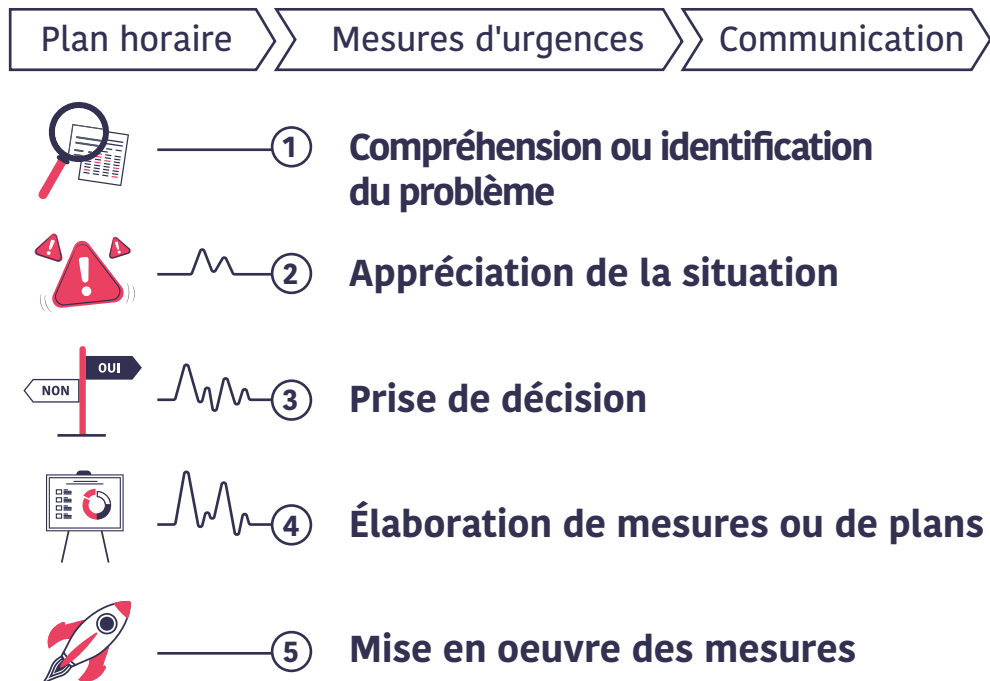 Plan horaire
Mesures d'urgences
Communication
1
Compréhension ou identification
du problème
2
Appréciation de la situation
OUI
NON
3
Prise de décision
4
Élaboration de mesures ou de plans
5
Mise en oeuvre des mesures